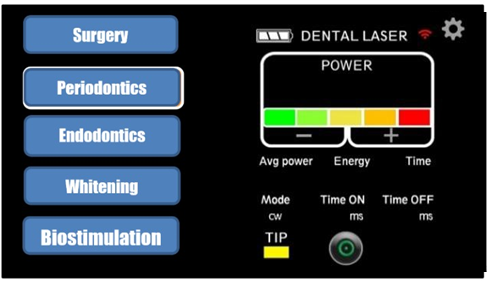 Surgery
Periodontics
Endodontics
Whitening
Biostimulation
DENTAL LASER
POWER
− +
Avg power Energy Time
Mode Time ON Time OFF
cw ms ms
TIP